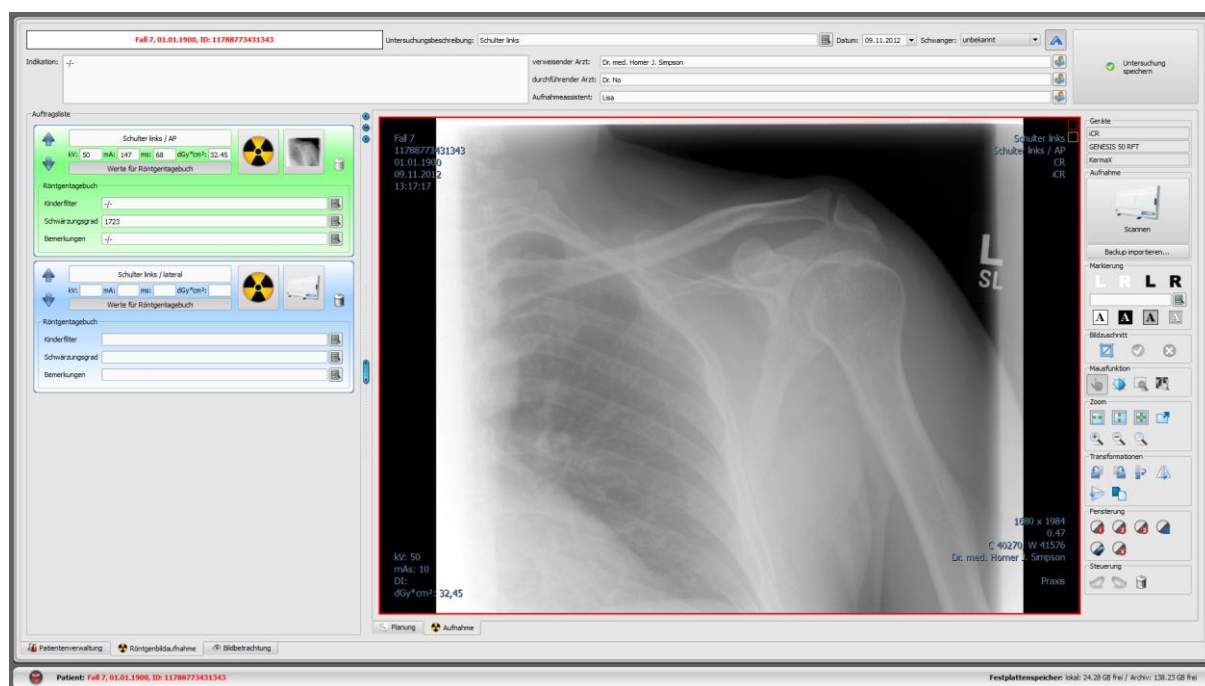 Fall 7, 01.01.1900, ID: 11788773431343
Untersuchungsbeschreibung: Schulter links
Datum: 09.11.2012
Schwanger: unbekannt
Untersuchung
speichern
Indikation: -/-
verweisender Arzt: Dr. med. Homer J. Simpson
durchführender Arzt: Dr. No
Aufnahmeassistent: Lisa
Auftragsliste
Schulter links / AP
kV: 50 mA: 147 ms: 68 dGy*cm²: 32.45
Werte für Röntgentagebuch
Röntgentagebuch
Kinderfilter -/-
Schwärzungsgrad 1723
Bemerkungen -/-
Schulter links / lateral
kV: mA: ms: dGy*cm²:
Werte für Röntgentagebuch
Röntgentagebuch
Kinderfilter
Schwärzungsgrad
Bemerkungen
Fall 7
11788773431343
01.01.1900
09.11.2012
13:17:17
Schulter links
Schulter links / AP
CR
iCR
L
SL
kV: 50
mAs: 10
DI:
dGy*cm²: 32,45
1680 x 1984
0.47
C 40270, W 41576
Dr. med. Homer J. Simpson
Praxis
Geräte
iCR
GENESIS 50 RFT
KermaX
Aufnahme
Scannen
Backup importieren...
Markierung
L R L R
A A A A
Bildzuschnitt
Mausfunktion
Zoom
Transformationen
Fensterung
Steuerung
Planung Aufnahme
Patientenverwaltung Röntgenbildaufnahme Bildbetrachtung
Patient: Fall 7, 01.01.1900, ID: 11788773431343
Festplattenspeicher: lokal: 24.28 GB frei / Archiv: 138.23 GB frei